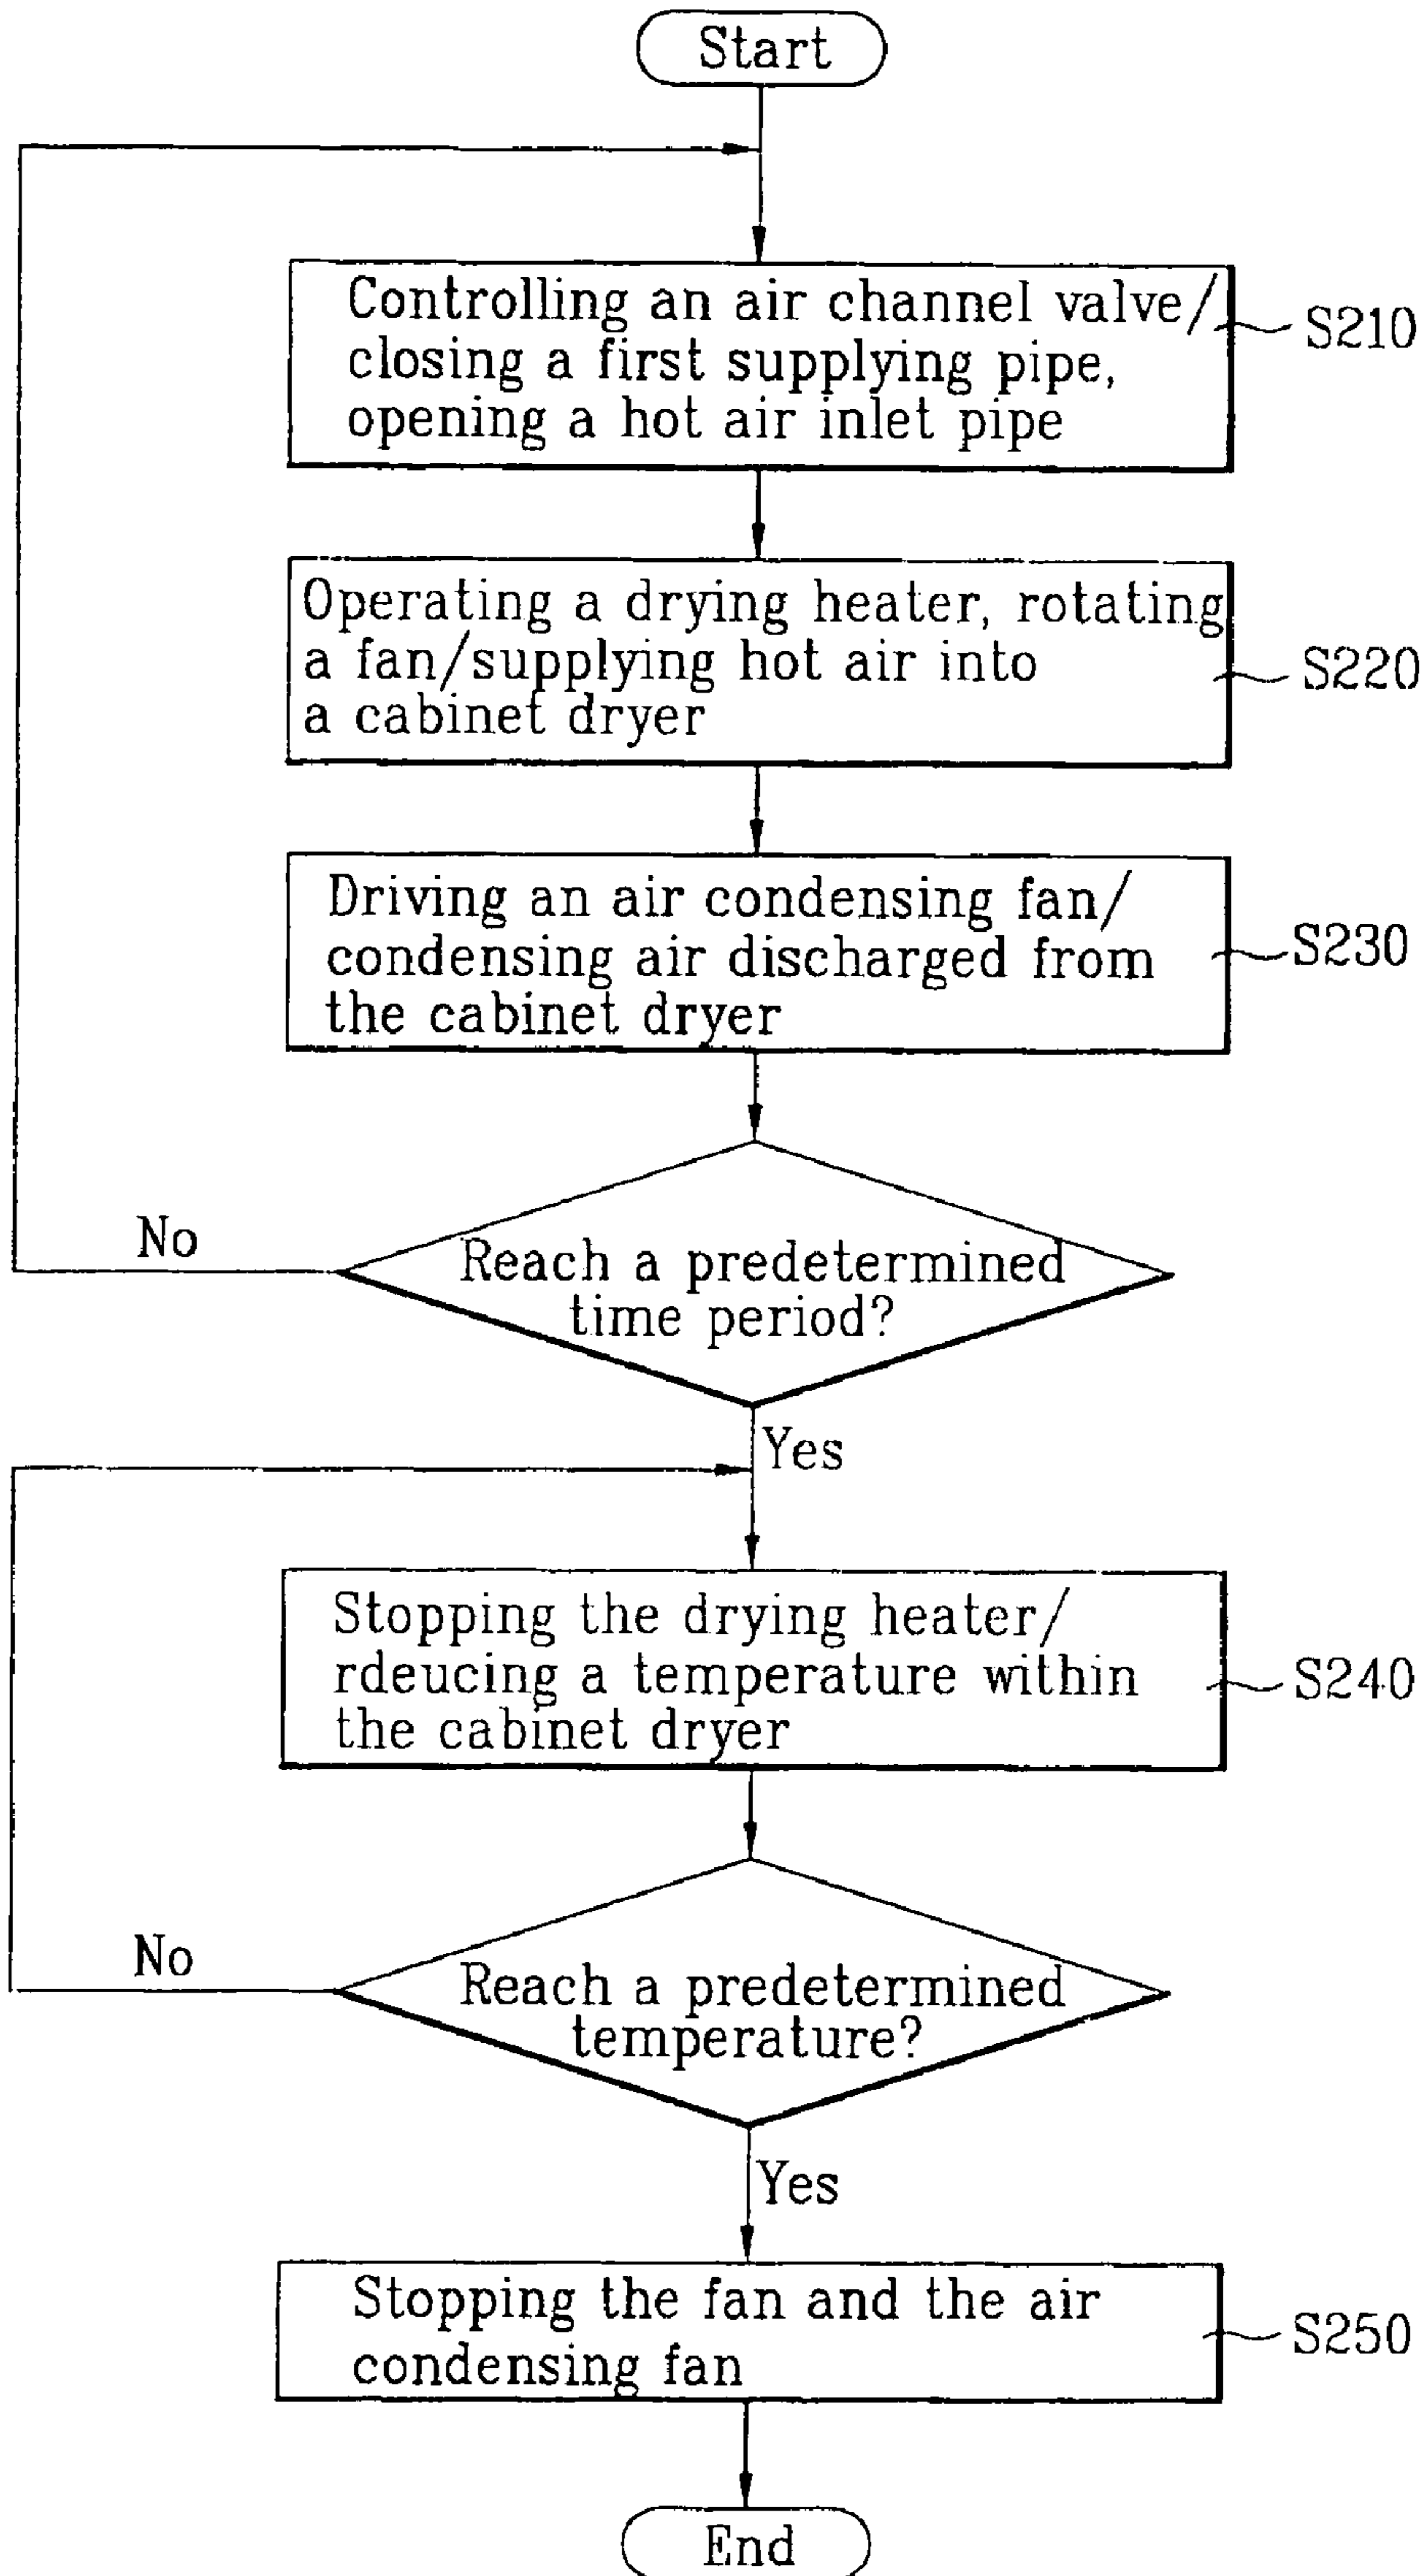 Start
Controlling an air channel valve/
closing a first supplying pipe,
opening a hot air inlet pipe
S210
Operating a drying heater, rotating
a fan/supplying hot air into
a cabinet dryer
S220
Driving an air condensing fan/
condensing air discharged from
the cabinet dryer
S230
No
Reach a predetermined
time period?
Yes
Stopping the drying heater/
rdeucing a temperature within
the cabinet dryer
S240
No
Reach a predetermined
temperature?
Yes
Stopping the fan and the air
condensing fan
S250
End